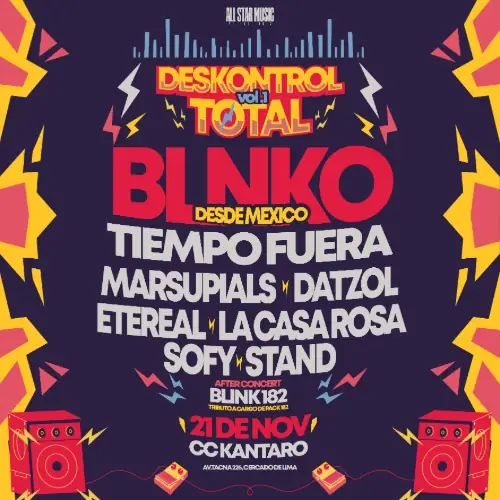 ALL STAR MUSIC
DESKONTROL
vol.1
TOTAL
BLNKO
DESDE MEXICO
TIEMPO FUERA
MARSUPIALS DATZOL
ETEREAL LA CASA ROSA
SOFY STAND
AFTER CONCERT
BLINK 182
TRIBUTO A CARGO DE PACK 182
21 DE NOV
CC KANTARO
AV.TACNA 226, CERCADO DE LIMA